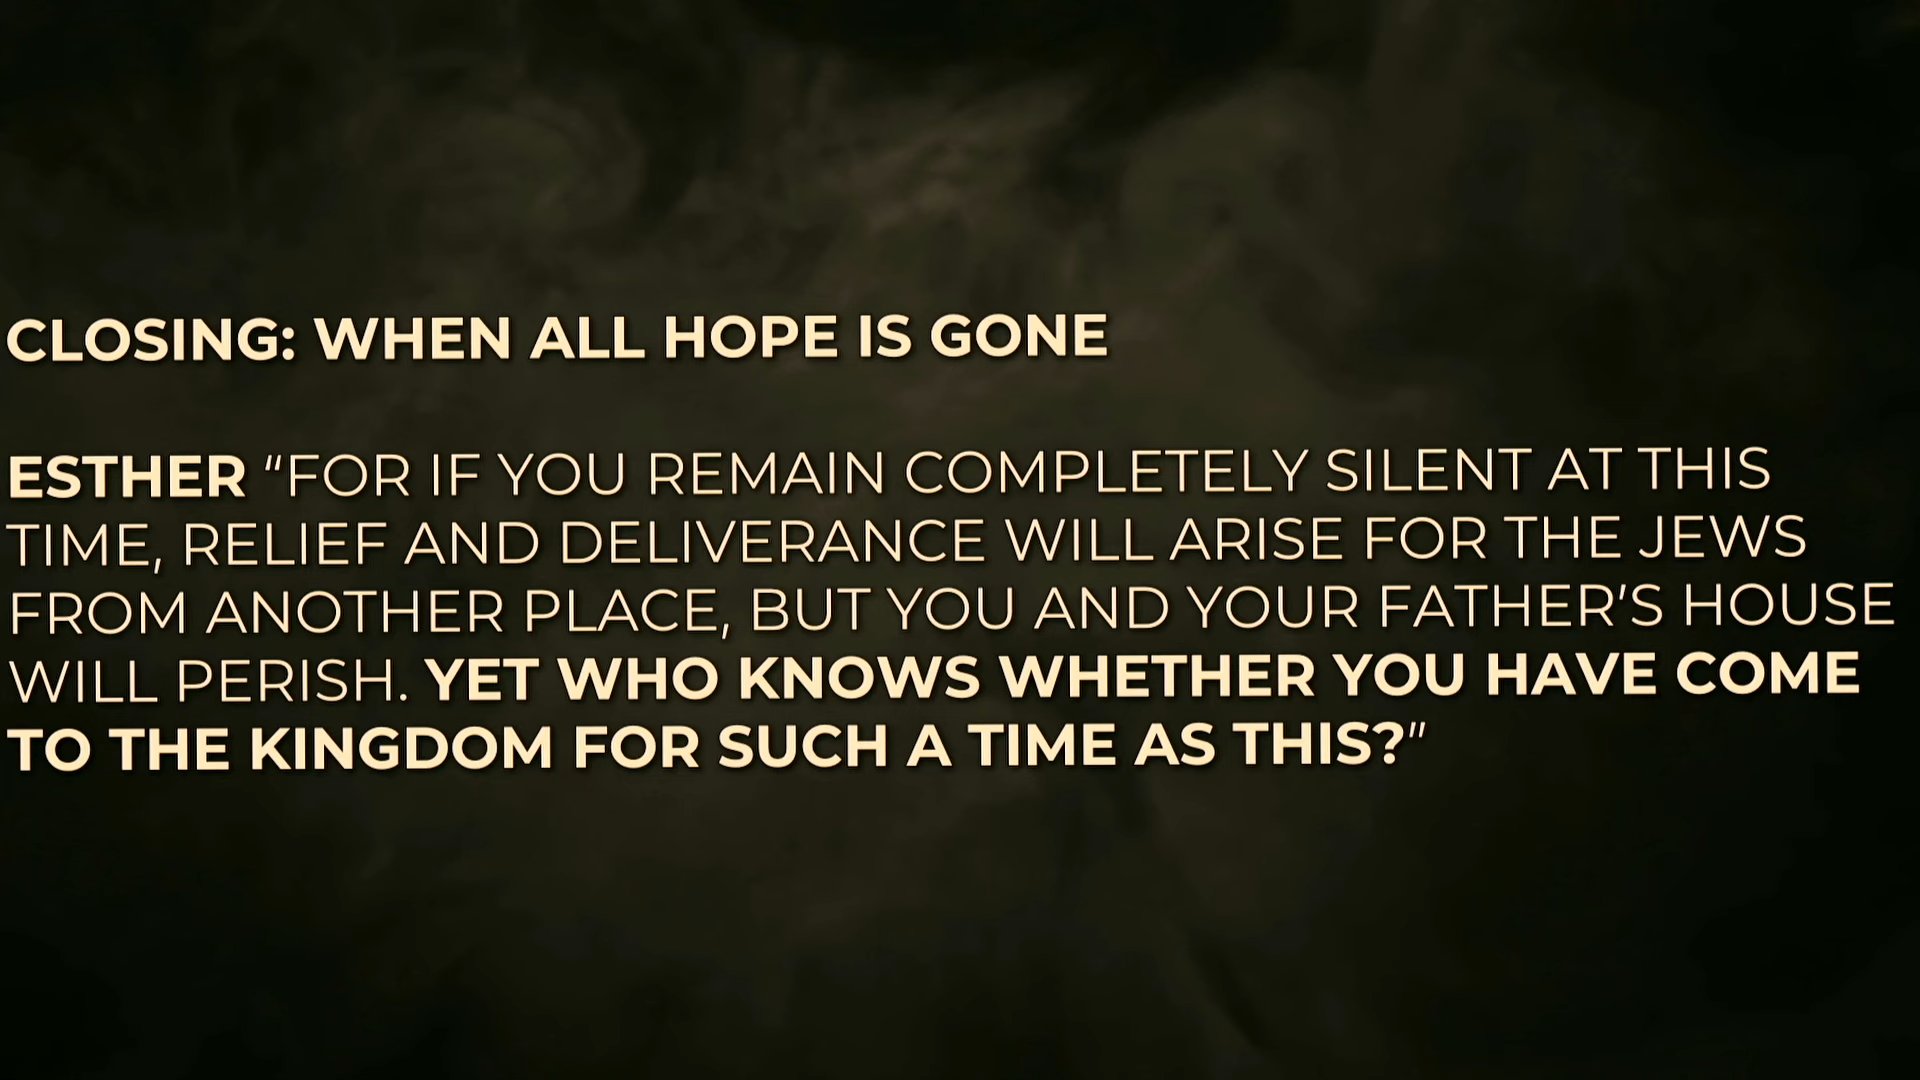 CLOSING: WHEN ALL HOPE IS GONE
ESTHER “FOR IF YOU REMAIN COMPLETELY SILENT AT THIS
TIME, RELIEF AND DELIVERANCE WILL ARISE FOR THE JEWS
FROM ANOTHER PLACE, BUT YOU AND YOUR FATHER’S HOUSE
WILL PERISH. YET WHO KNOWS WHETHER YOU HAVE COME
TO THE KINGDOM FOR SUCH A TIME AS THIS?”